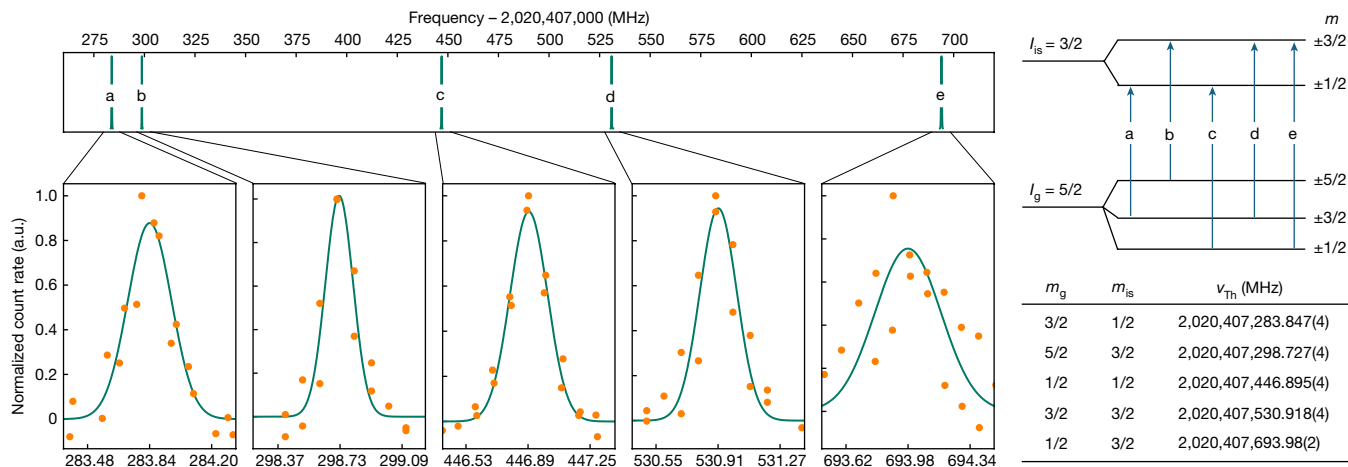 Frequency – 2,020,407,000 (MHz)
275 300 325 350 375 400 425 450 475 500 525 550 575 600 625 650 675 700
a b c d e
Normalized count rate (a.u.)
1.0
0.8
0.6
0.4
0.2
0
283.48 283.84 284.20
298.37 298.73 299.09
446.53 446.89 447.25
530.55 530.91 531.27
693.62 693.98 694.34
m
I_is = 3/2
±3/2
±1/2
a b c d e
I_g = 5/2
±5/2
±3/2
±1/2
m_g m_is ν_Th (MHz)
3/2 1/2 2,020,407,283.847(4)
5/2 3/2 2,020,407,298.727(4)
1/2 1/2 2,020,407,446.895(4)
3/2 3/2 2,020,407,530.918(4)
1/2 3/2 2,020,407,693.98(2)